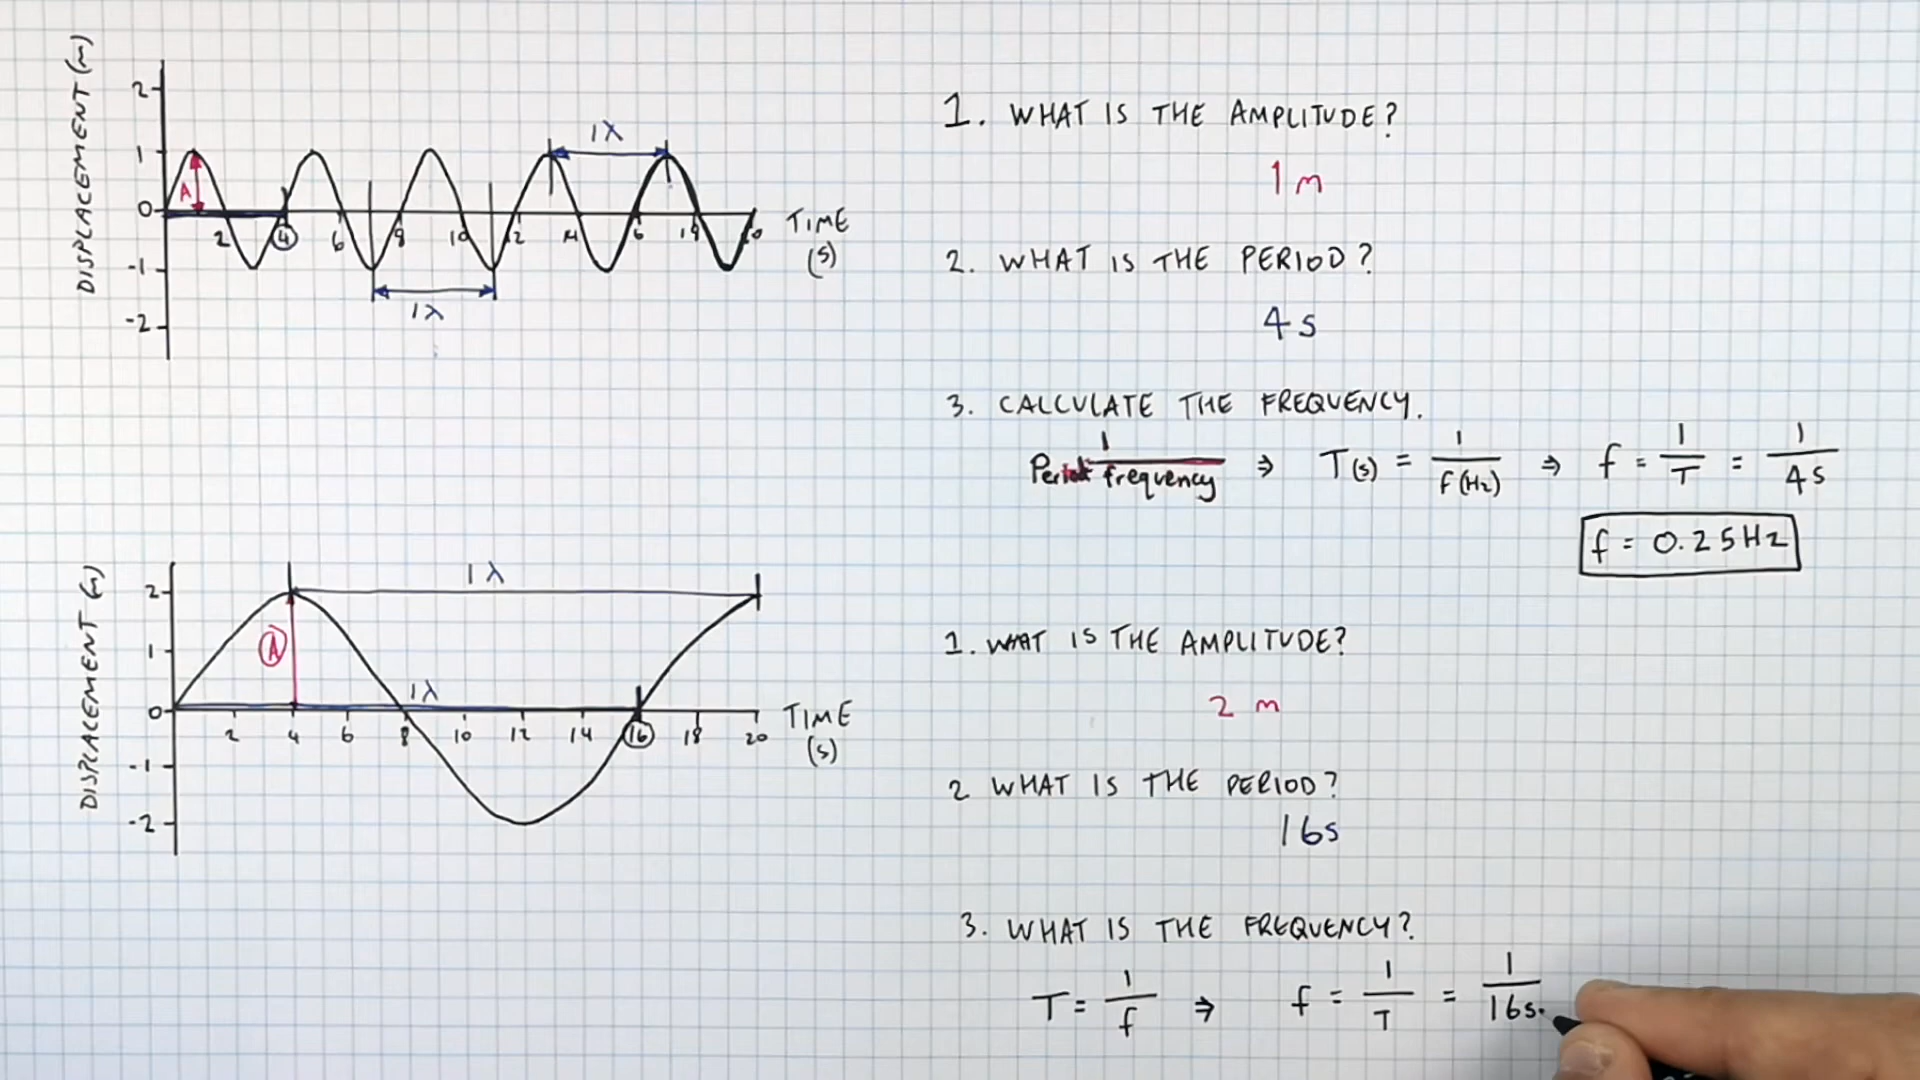 DISPLACEMENT (m)
2
1
0
-1
-2
A
1λ
1λ
2 4 6 8 10 12 14 6 18 20
TIME
(s)
1. WHAT IS THE AMPLITUDE?
1 m
2. WHAT IS THE PERIOD?
4 s
3. CALCULATE THE FREQUENCY.
1
Period frequency ⇒ T(s) = 1 / f(Hz) ⇒ f = 1 / T = 1 / 4s
f = 0.25Hz
DISPLACEMENT (m)
2
1
0
-1
-2
A
1λ
1λ
2 4 6 8 10 12 14 16 18 20
TIME
(s)
1. WHAT IS THE AMPLITUDE?
2 m
2 WHAT IS THE PERIOD?
16s
3. WHAT IS THE FREQUENCY?
T = 1 / f ⇒ f = 1 / T = 1 / 16s.